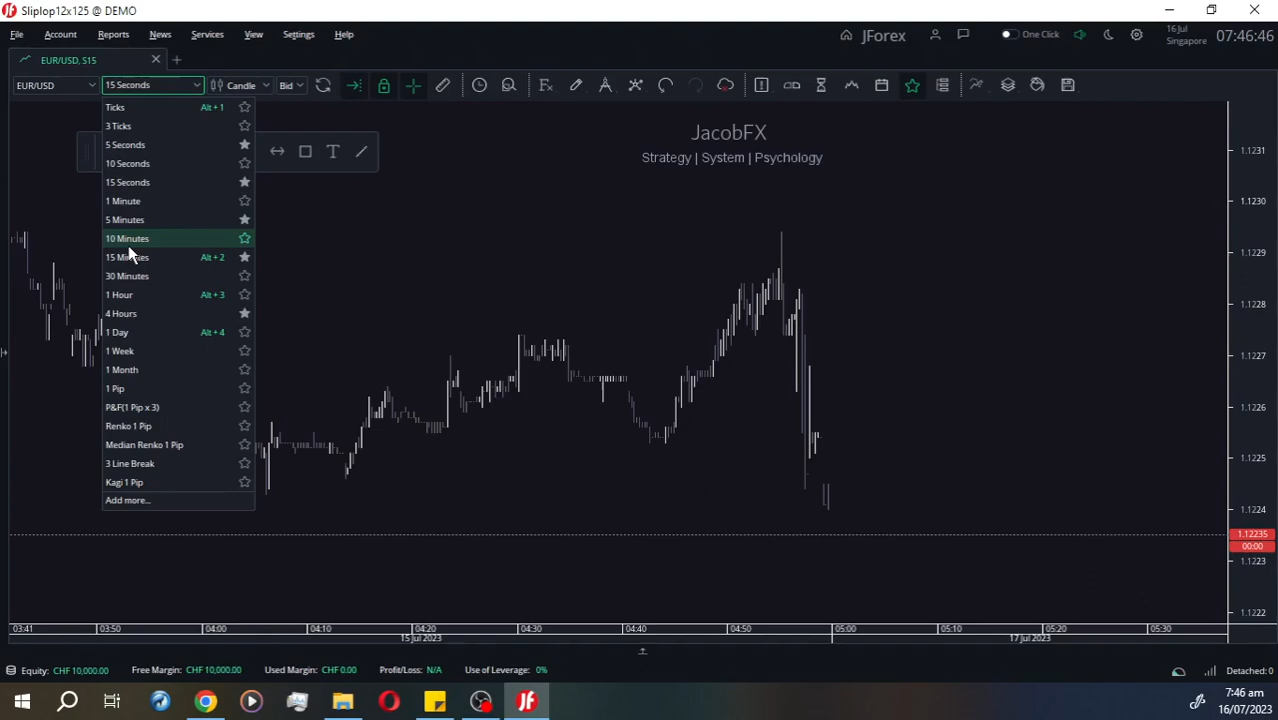 Sliplop12x125 @ DEMO
File Account Reports News Services View Settings Help
JForex One Click 16 Jul Singapore 07:46:46
EUR/USD, S15
EUR/USD 15 Seconds Candle Bid
Ticks Alt + 1
3 Ticks
5 Seconds
10 Seconds
15 Seconds
1 Minute
5 Minutes
10 Minutes
15 Minutes Alt + 2
30 Minutes
1 Hour Alt + 3
4 Hours
1 Day Alt + 4
1 Week
1 Month
1 Pip
P&F(1 Pip x 3)
Renko 1 Pip
Median Renko 1 Pip
3 Line Break
Kagi 1 Pip
Add more...
JacobFX
Strategy | System | Psychology
1.1231
1.1230
1.1229
1.1228
1.1227
1.1226
1.1225
1.1224
1.12235
00:00
1.1223
1.1222
03:41 03:50 04:00 04:10 04:20 04:30 04:40 04:50 05:00 05:10 05:20 05:30
15 Jul 2023 17 Jul 2023
Equity: CHF 10,000.00 Free Margin: CHF 10,000.00 Used Margin: CHF 0.00 Profit/Loss: N/A Use of Leverage: 0% Detached: 0
7:46 pm
16/07/2023